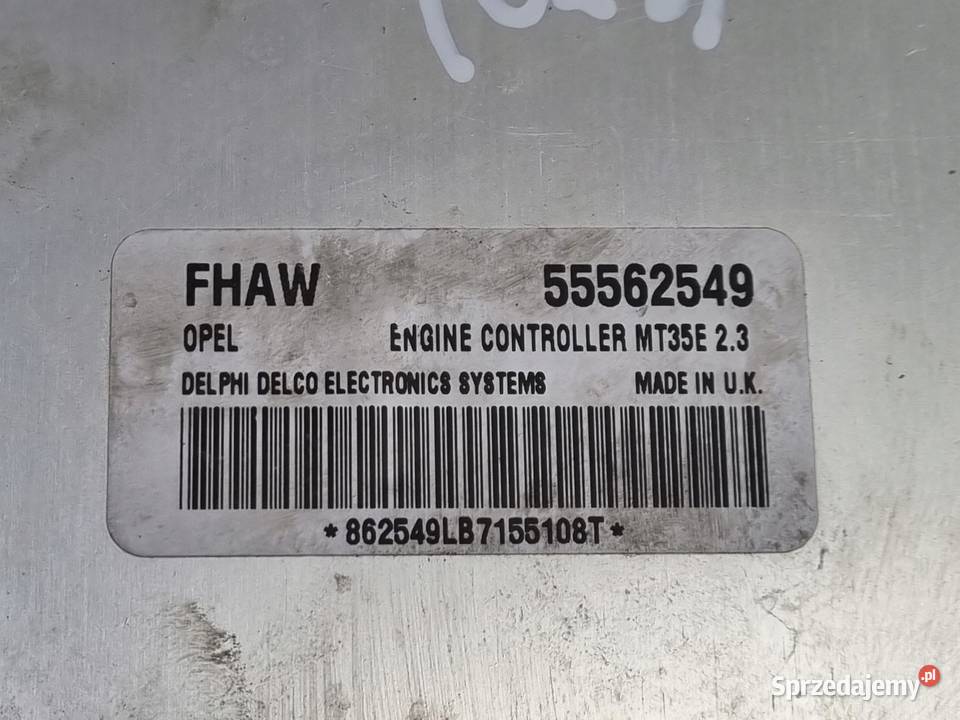 FHAW 55562549
OPEL ENGINE CONTROLLER MT35E 2.3
DELPHI DELCO ELECTRONICS SYSTEMS MADE IN U.K.
*862549LB7155108T*
Sprzedajemy.pl